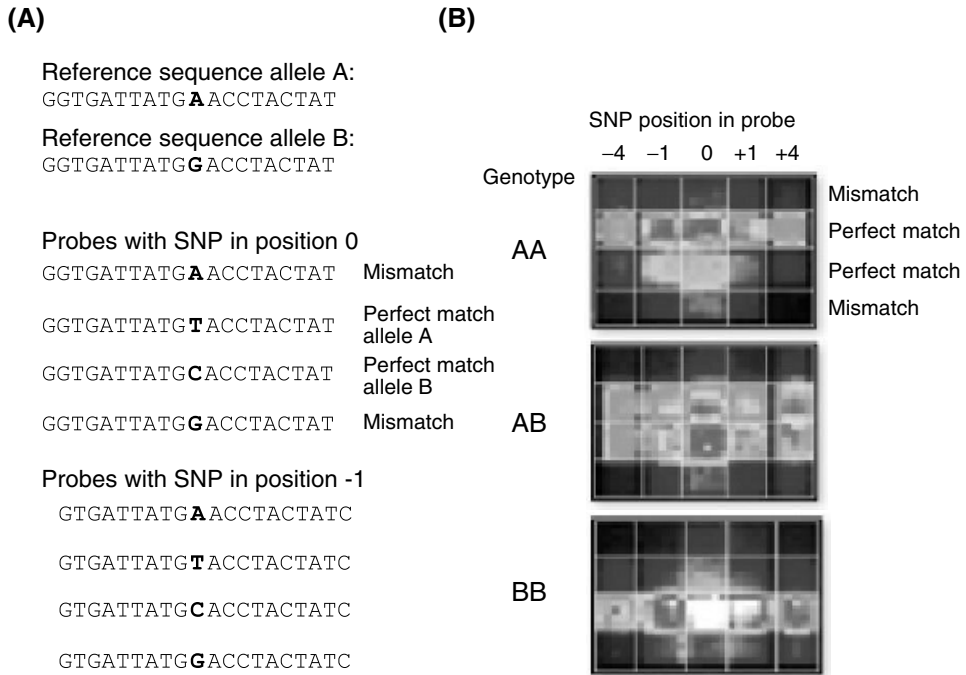 (A)
Reference sequence allele A:
GGTGATTATGAACCTACTAT
Reference sequence allele B:
GGTGATTATGGACCTACTAT
Probes with SNP in position 0
GGTGATTATGAACCTACTAT Mismatch
GGTGATTATGTACCTACTAT Perfect match
allele A
GGTGATTATGCACCTACTAT Perfect match
allele B
GGTGATTATGGACCTACTAT Mismatch
Probes with SNP in position -1
GTGATTATGAACCTACTATC
GTGATTATGTACCTACTATC
GTGATTATGCACCTACTATC
GTGATTATGGACCTACTATC
(B)
SNP position in probe
−4 −1 0 +1 +4
Genotype
Mismatch
Perfect match
AA
Perfect match
Mismatch
AB
BB